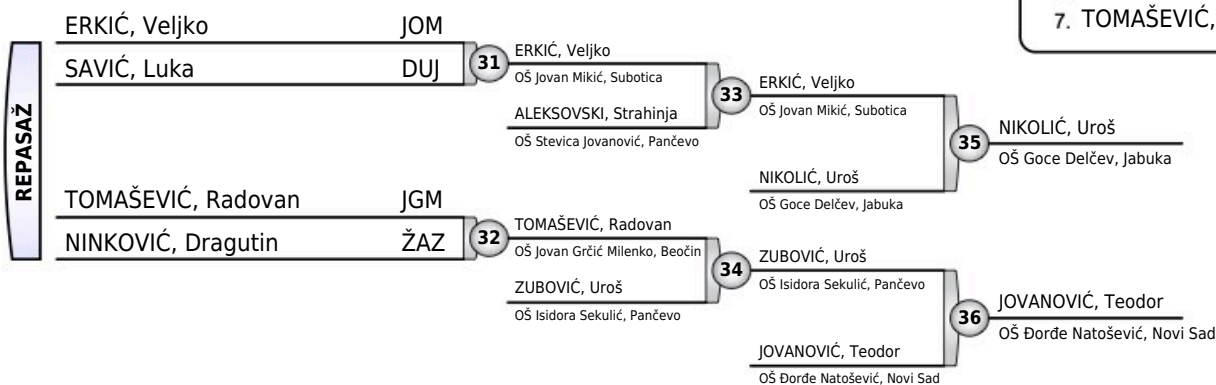 7. TOMAŠEVIĆ,
REPASAŽ
ERKIĆ, Veljko JOM
SAVIĆ, Luka DUJ
31
ERKIĆ, Veljko
OŠ Jovan Mikić, Subotica
ALEKSOVSKI, Strahinja
OŠ Stevica Jovanović, Pančevo
33
ERKIĆ, Veljko
OŠ Jovan Mikić, Subotica
NIKOLIĆ, Uroš
OŠ Goce Delčev, Jabuka
35
NIKOLIĆ, Uroš
OŠ Goce Delčev, Jabuka
TOMAŠEVIĆ, Radovan JGM
NINKOVIĆ, Dragutin ŽAZ
32
TOMAŠEVIĆ, Radovan
OŠ Jovan Grčić Milenko, Beočin
ZUBOVIĆ, Uroš
OŠ Isidora Sekulić, Pančevo
34
ZUBOVIĆ, Uroš
OŠ Isidora Sekulić, Pančevo
JOVANOVIĆ, Teodor
OŠ Đorđe Natošević, Novi Sad
36
JOVANOVIĆ, Teodor
OŠ Đorđe Natošević, Novi Sad